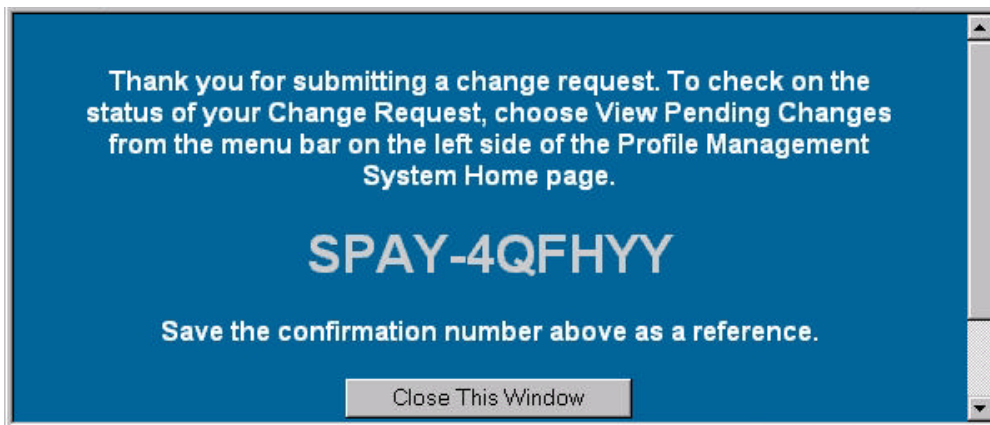 Thank you for submitting a change request. To check on the
status of your Change Request, choose View Pending Changes
from the menu bar on the left side of the Profile Management
System Home page.
SPAY-4QFHYY
Save the confirmation number above as a reference.
Close This Window